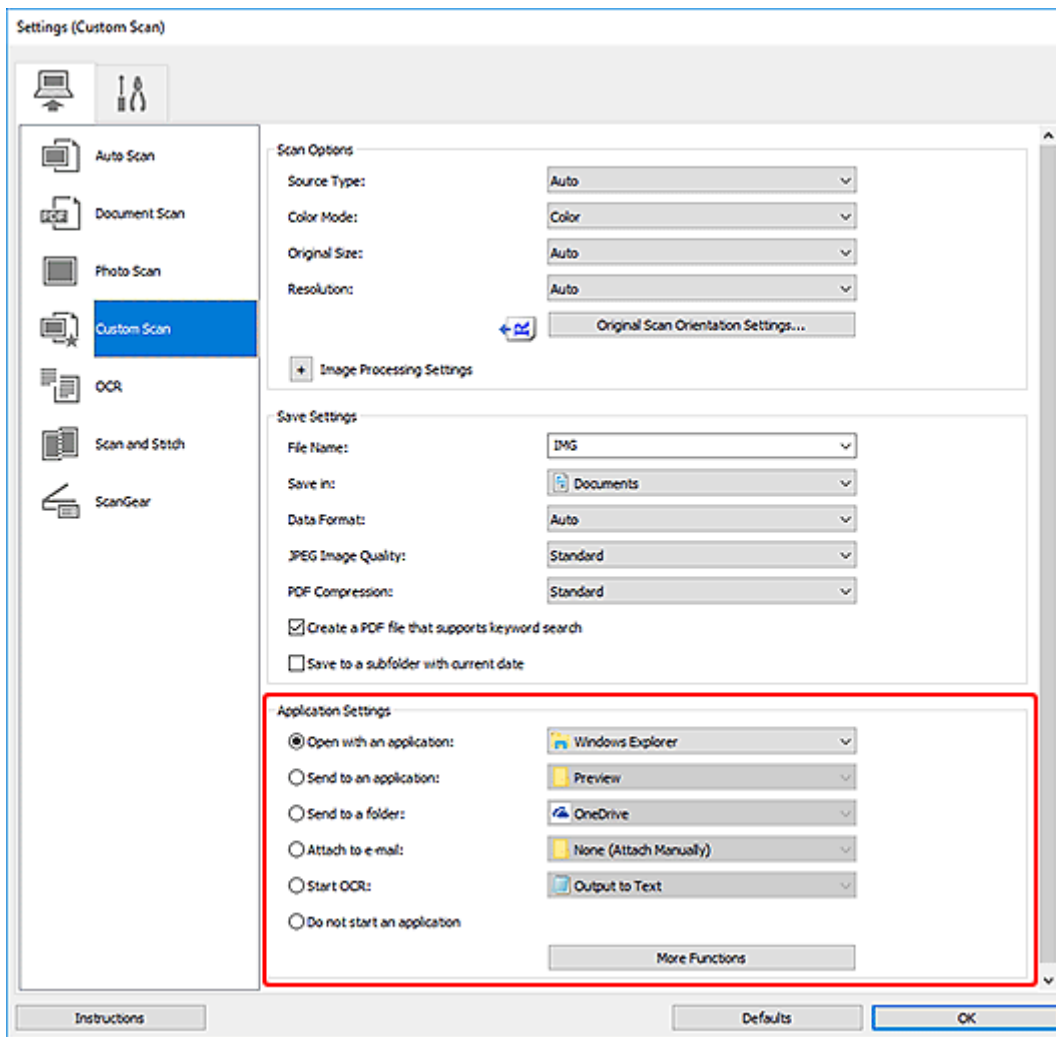 Settings (Custom Scan)
Auto Scan
Document Scan
Photo Scan
Custom Scan
OCR
Scan and Stitch
ScanGear
Scan Options
Source Type: Auto
Color Mode: Color
Original Size: Auto
Resolution: Auto
R Original Scan Orientation Settings...
+ Image Processing Settings
Save Settings
File Name: IMG
Save in: Documents
Data Format: Auto
JPEG Image Quality: Standard
PDF Compression: Standard
Create a PDF file that supports keyword search
Save to a subfolder with current date
Application Settings
Open with an application: Windows Explorer
Send to an application: Preview
Send to a folder: OneDrive
Attach to e-mail: None (Attach Manually)
Start OCR: Output to Text
Do not start an application
More Functions
Instructions Defaults OK